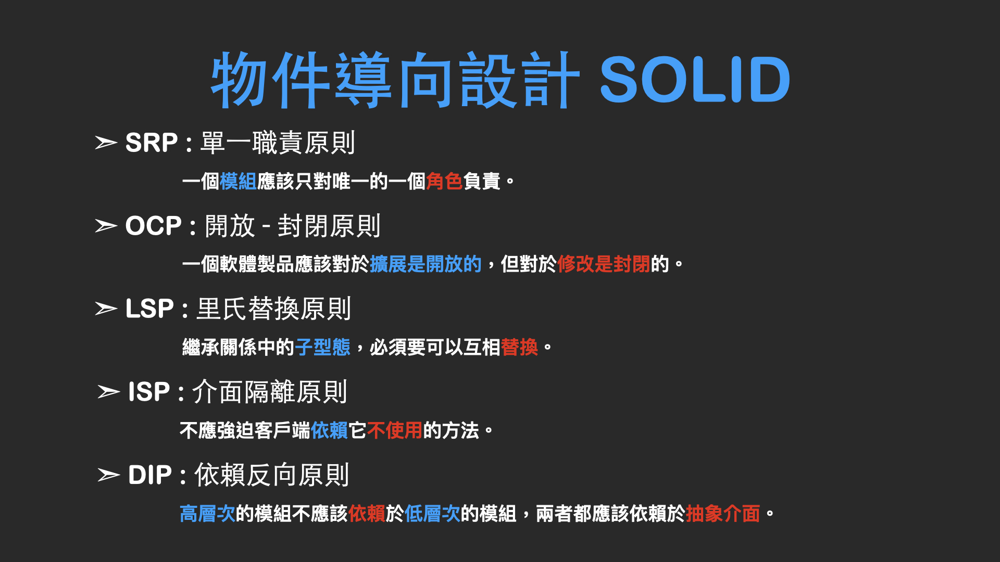 物件導向設計 SOLID
➢ SRP : 單一職責原則
一個模組應該只對唯一的一個角色負責。
➢ OCP : 開放 - 封閉原則
一個軟體製品應該對於擴展是開放的，但對於修改是封閉的。
➢ LSP : 里氏替換原則
繼承關係中的子型態，必須要可以互相替換。
➢ ISP : 介面隔離原則
不應強迫客戶端依賴它不使用的方法。
➢ DIP : 依賴反向原則
高層次的模組不應該依賴於低層次的模組，兩者都應該依賴於抽象介面。